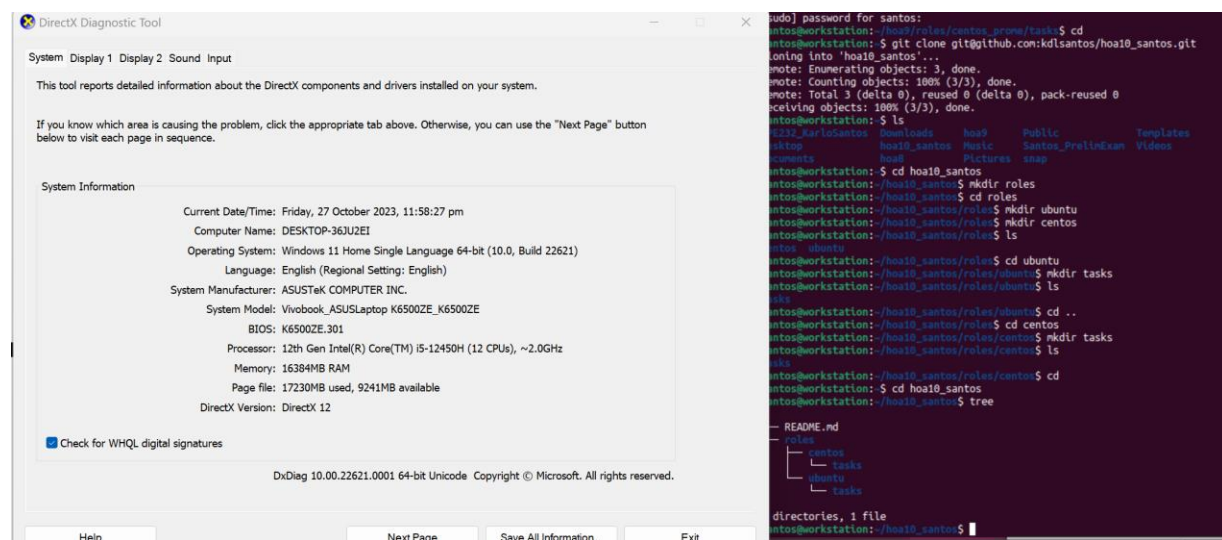 DirectX Diagnostic Tool
System Display 1 Display 2 Sound Input
This tool reports detailed information about the DirectX components and drivers installed on your system.
If you know which area is causing the problem, click the appropriate tab above. Otherwise, you can use the "Next Page" button
below to visit each page in sequence.
System Information
Current Date/Time: Friday, 27 October 2023, 11:58:27 pm
Computer Name: DESKTOP-36JU2EI
Operating System: Windows 11 Home Single Language 64-bit (10.0, Build 22621)
Language: English (Regional Setting: English)
System Manufacturer: ASUSTeK COMPUTER INC.
System Model: Vivobook_ASUSLaptop K6500ZE_K6500ZE
BIOS: K6500ZE.301
Processor: 12th Gen Intel(R) Core(TM) i5-12450H (12 CPUs), ~2.0GHz
Memory: 16384MB RAM
Page file: 17230MB used, 9241MB available
DirectX Version: DirectX 12
Check for WHQL digital signatures
DxDiag 10.00.22621.0001 64-bit Unicode Copyright © Microsoft. All rights reserved.
Help Next Page Save All Information... Exit
sudo] password for santos:
antos@workstation:~/hoa9/roles/centos_prome/tasks$ cd
antos@workstation:~$ git clone git@github.com:kdlsantos/hoa10_santos.git
loning into 'hoa10_santos'...
emote: Enumerating objects: 3, done.
emote: Counting objects: 100% (3/3), done.
emote: Total 3 (delta 0), reused 0 (delta 0), pack-reused 0
eceiving objects: 100% (3/3), done.
antos@workstation:~$ ls
PE232_KarloSantos Downloads hoa9 Public Templates
esktop hoa10_santos Music Santos_PrelimExam Videos
ocuments hoa8 Pictures snap
antos@workstation:~$ cd hoa10_santos
antos@workstation:~/hoa10_santos$ mkdir roles
antos@workstation:~/hoa10_santos$ cd roles
antos@workstation:~/hoa10_santos/roles$ mkdir ubuntu
antos@workstation:~/hoa10_santos/roles$ mkdir centos
antos@workstation:~/hoa10_santos/roles$ ls
entos ubuntu
antos@workstation:~/hoa10_santos/roles$ cd ubuntu
antos@workstation:~/hoa10_santos/roles/ubuntu$ mkdir tasks
antos@workstation:~/hoa10_santos/roles/ubuntu$ ls
asks
antos@workstation:~/hoa10_santos/roles/ubuntu$ cd ..
antos@workstation:~/hoa10_santos/roles$ cd centos
antos@workstation:~/hoa10_santos/roles/centos$ mkdir tasks
antos@workstation:~/hoa10_santos/roles/centos$ ls
asks
antos@workstation:~/hoa10_santos/roles/centos$ cd
antos@workstation:~$ cd hoa10_santos
antos@workstation:~/hoa10_santos$ tree
README.md
roles
centos
tasks
ubuntu
tasks
directories, 1 file
antos@workstation:~/hoa10_santos$